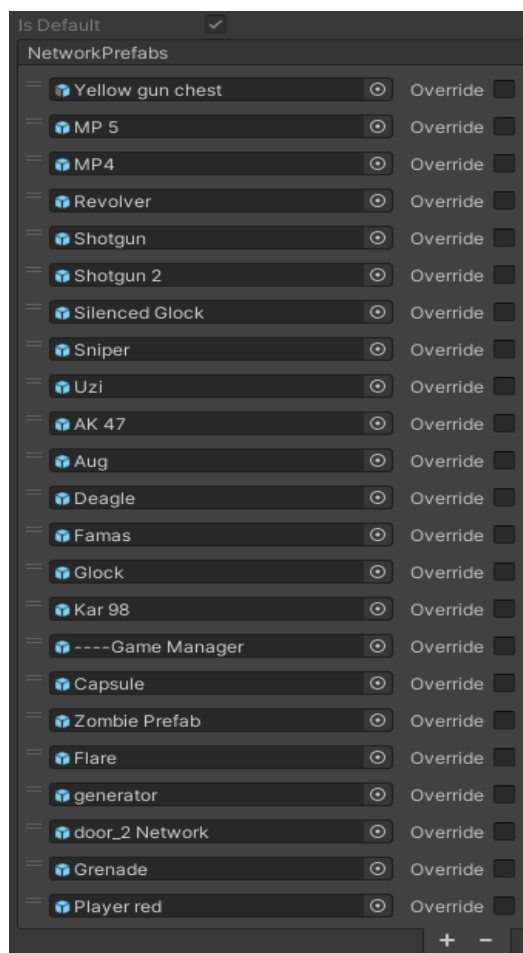 Is Default
NetworkPrefabs
Yellow gun chest Override
MP 5 Override
MP4 Override
Revolver Override
Shotgun Override
Shotgun 2 Override
Silenced Glock Override
Sniper Override
Uzi Override
AK 47 Override
Aug Override
Deagle Override
Famas Override
Glock Override
Kar 98 Override
----Game Manager Override
Capsule Override
Zombie Prefab Override
Flare Override
generator Override
door_2 Network Override
Grenade Override
Player red Override
+ -